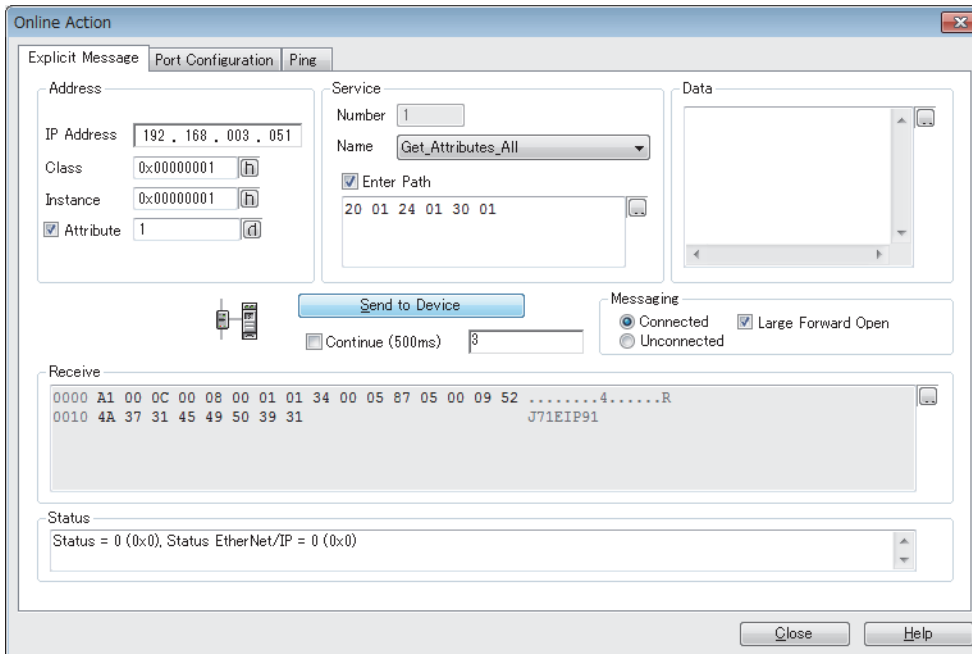 Online Action
Explicit Message Port Configuration Ping
Address
IP Address 192 . 168 . 003 . 051
Class 0x00000001 h
Instance 0x00000001 h
Attribute 1 d
Service
Number 1
Name Get_Attributes_All
Enter Path
20 01 24 01 30 01
...
Data
...
Send to Device
Continue (500ms) 3
Messaging
Connected Large Forward Open
Unconnected
Receive
0000 A1 00 0C 00 08 00 01 01 34 00 05 87 05 00 09 52 ........4......R
0010 4A 37 31 45 49 50 39 31 J71EIP91
...
Status
Status = 0 (0x0), Status EtherNet/IP = 0 (0x0)
Close Help